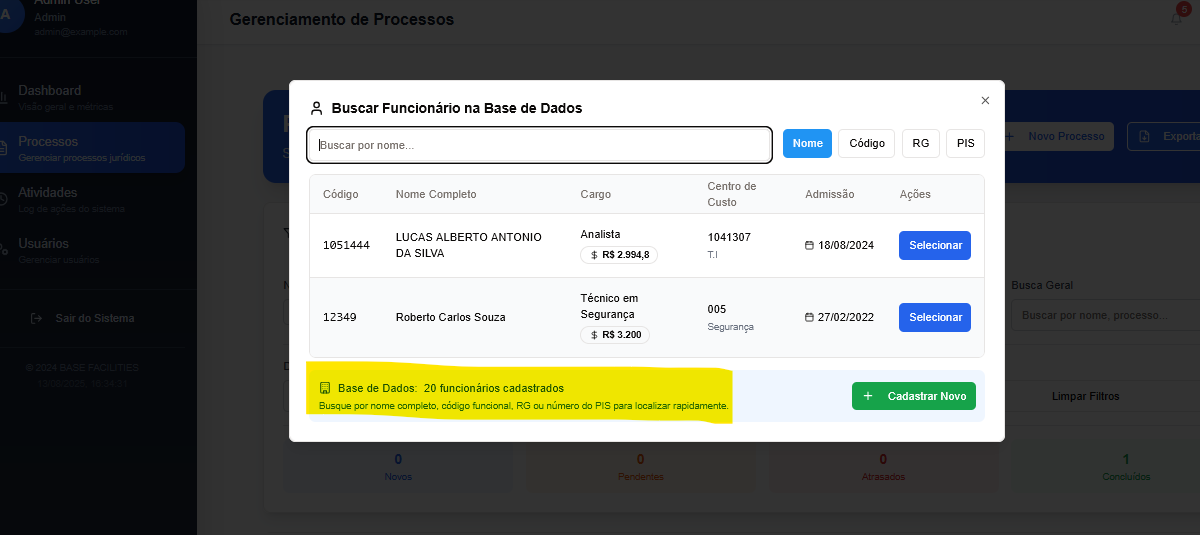 Admin User
A
Admin
admin@example.com
Gerenciamento de Processos
5
Dashboard
Visão geral e métricas
Processos
Gerenciar processos jurídicos
Atividades
Log de ações do sistema
Usuários
Gerenciar usuários
Sair do Sistema
© 2024 BASE FACILITIES
Novo Processo
Exporta
Buscar Funcionário na Base de Dados
×
Buscar por nome...
Nome
Código
RG
PIS
Código
Nome Completo
Cargo
Centro de
Custo
Admissão
Ações
1051444
LUCAS ALBERTO ANTONIO
DA SILVA
Analista
$ R$ 2.994,8
1041307
T.I
18/08/2024
Selecionar
12349
Roberto Carlos Souza
Técnico em
Segurança
$ R$ 3.200
005
Segurança
27/02/2022
Selecionar
Base de Dados: 20 funcionários cadastrados
Busque por nome completo, código funcional, RG ou número do PIS para localizar rapidamente.
+ Cadastrar Novo
Busca Geral
Buscar por nome, processo...
Limpar Filtros
0
Novos
0
Pendentes
0
Atrasados
1
Concluídos